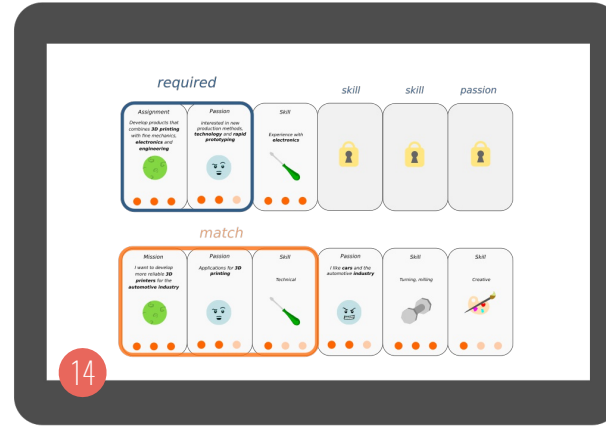 required
skill
skill
passion
Assignment
Develop products that
combines 3D printing
with fine mechanics,
electronics and
engineering
Passion
Interested in new
production methods,
technology and rapid
prototyping
Skill
Experience with
electronics
match
Mission
I want to develop
more reliable 3D
printers for the
automotive industry
Passion
Applications for 3D
printing
Skill
Technical
Passion
I like cars and the
automotive industry
Skill
Turning, milling
Skill
Creative
14